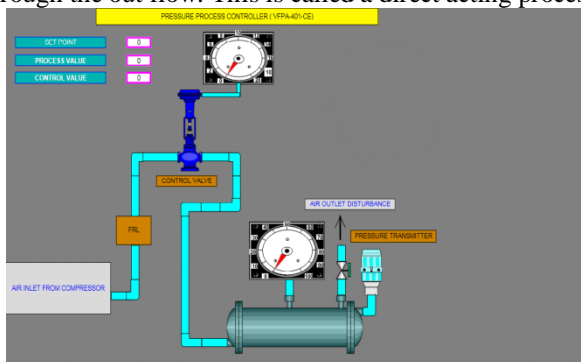 rough the out flow. This is called a direct acting proces
PRESSURE PROCESS CONTROLLER ( VFPA-401-CE)
SET POINT 0
PROCESS VALUE 0
CONTROL VALUE 0
CONTROL VALVE
AIR OUTLET DISTURBANCE
FRL
PRESSURE TRANSMITTER
AIR INLET FROM COMPRESSOR